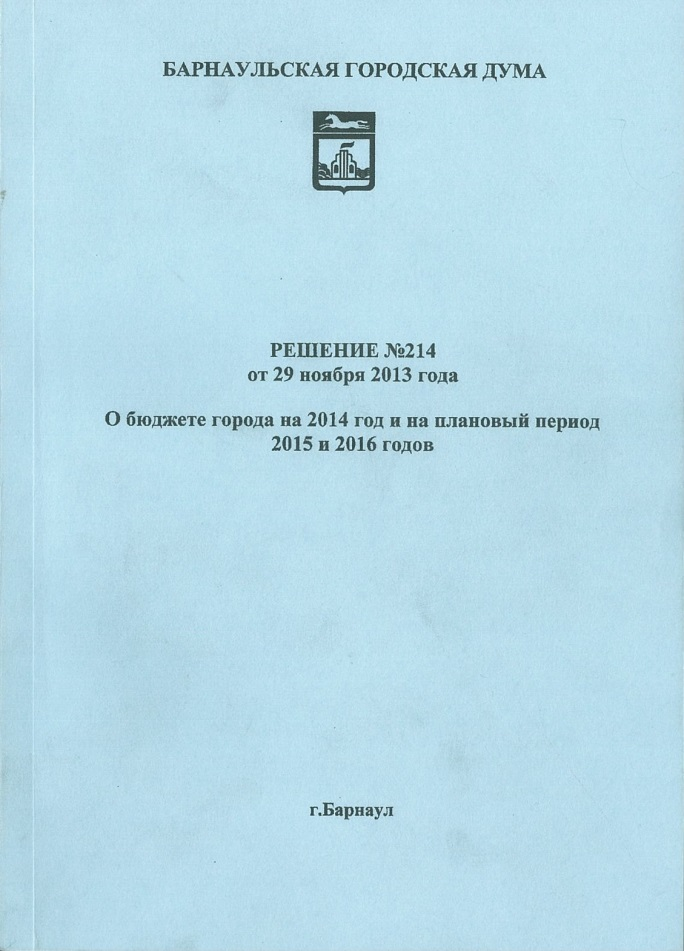 БАРНАУЛЬСКАЯ ГОРОДСКАЯ ДУМА
РЕШЕНИЕ №214
от 29 ноября 2013 года
О бюджете города на 2014 год и на плановый период
2015 и 2016 годов
г.Барнаул